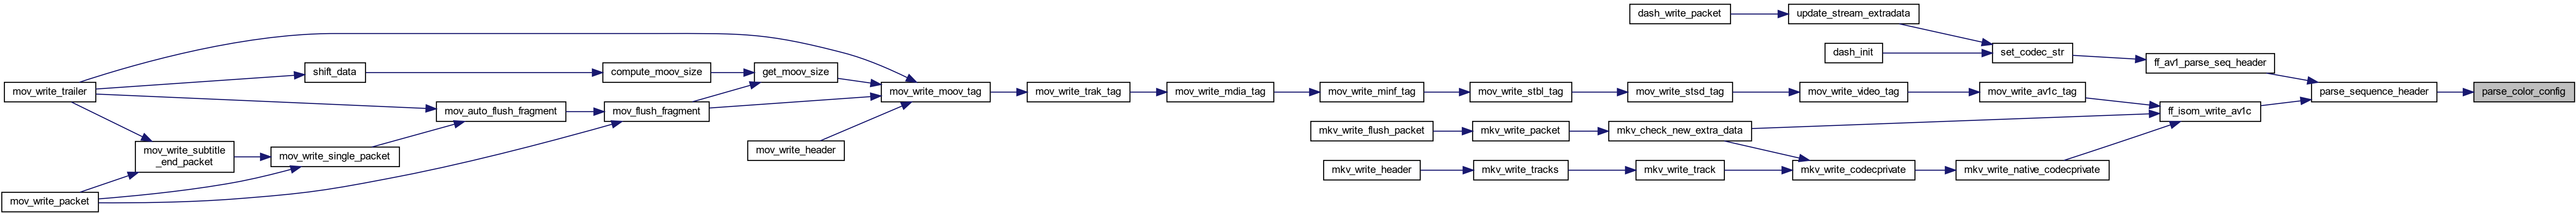 dash_write_packet
update_stream_extradata
dash_init
set_codec_str
ff_av1_parse_seq_header
shift_data
compute_moov_size
get_moov_size
mov_write_trailer
mov_write_moov_tag
mov_write_trak_tag
mov_write_mdia_tag
mov_write_minf_tag
mov_write_stbl_tag
mov_write_stsd_tag
mov_write_video_tag
mov_write_av1c_tag
parse_sequence_header
parse_color_config
mov_auto_flush_fragment
mov_flush_fragment
ff_isom_write_av1c
mkv_write_flush_packet
mkv_write_packet
mkv_check_new_extra_data
mov_write_header
mov_write_subtitle
_end_packet
mov_write_single_packet
mkv_write_header
mkv_write_tracks
mkv_write_track
mkv_write_codecprivate
mkv_write_native_codecprivate
mov_write_packet